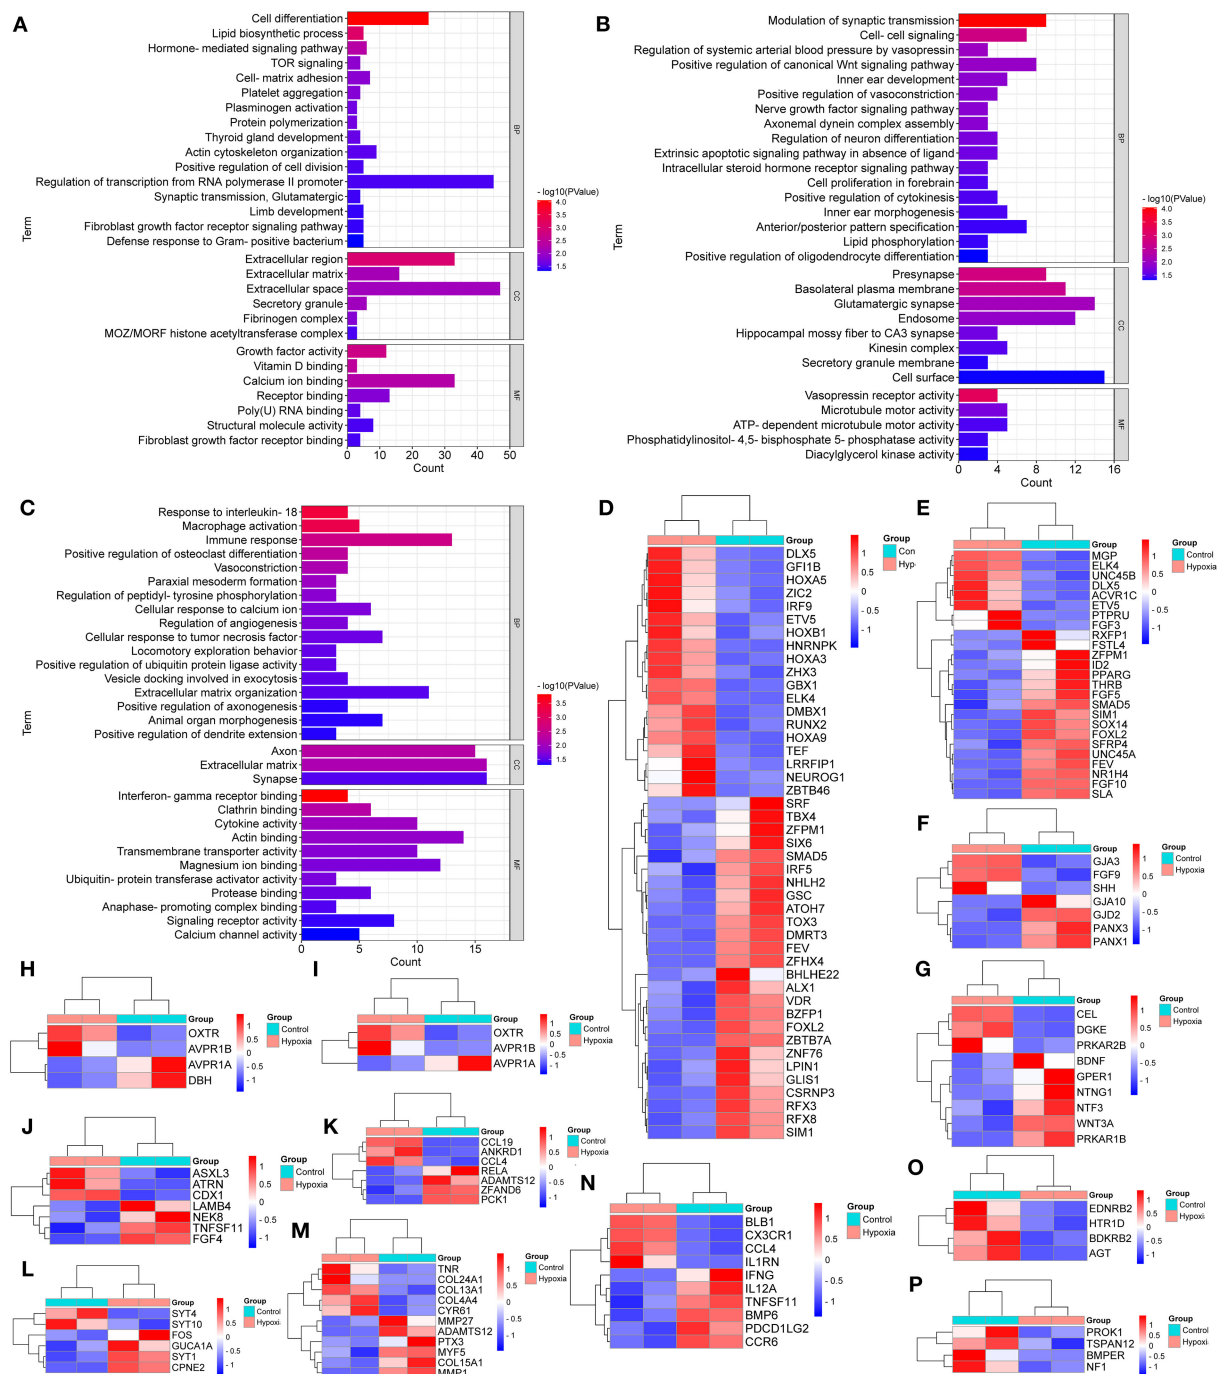 A
Cell differentiation
Lipid biosynthetic process
Hormone- mediated signaling pathway
TOR signaling
Cell- matrix adhesion
Platelet aggregation
Plasminogen activation
Protein polymerization
Thyroid gland development
Actin cytoskeleton organization
Positive regulation of cell division
Regulation of transcription from RNA polymerase II promoter
Synaptic transmission, Glutamatergic
Limb development
Fibroblast growth factor receptor signaling pathway
Defense response to Gram- positive bacterium
BP
Extracellular region
Extracellular matrix
Extracellular space
Secretory granule
Fibrinogen complex
MOZ/MORF histone acetyltransferase complex
CC
Growth factor activity
Vitamin D binding
Calcium ion binding
Receptor binding
Poly(U) RNA binding
Structural molecule activity
Fibroblast growth factor receptor binding
MF
0 10 20 30 40 50
Count
Term
- log10(PValue)
4.0
3.5
3.0
2.5
2.0
1.5
B
Modulation of synaptic transmission
Cell- cell signaling
Regulation of systemic arterial blood pressure by vasopressin
Positive regulation of canonical Wnt signaling pathway
Inner ear development
Positive regulation of vasoconstriction
Nerve growth factor signaling pathway
Axonemal dynein complex assembly
Regulation of neuron differentiation
Extrinsic apoptotic signaling pathway in absence of ligand
Intracellular steroid hormone receptor signaling pathway
Cell proliferation in forebrain
Positive regulation of cytokinesis
Inner ear morphogenesis
Anterior/posterior pattern specification
Lipid phosphorylation
Positive regulation of oligodendrocyte differentiation
BP
Presynapse
Basolateral plasma membrane
Glutamatergic synapse
Endosome
Hippocampal mossy fiber to CA3 synapse
Kinesin complex
Secretory granule membrane
Cell surface
CC
Vasopressin receptor activity
Microtubule motor activity
ATP- dependent microtubule motor activity
Phosphatidylinositol- 4,5- bisphosphate 5- phosphatase activity
Diacylglycerol kinase activity
MF
0 4 8 12 16
Count
Term
- log10(PValue)
4.0
3.5
3.0
2.5
2.0
1.5
C
Response to interleukin- 18
Macrophage activation
Immune response
Positive regulation of osteoclast differentiation
Vasoconstriction
Paraxial mesoderm formation
Regulation of peptidyl- tyrosine phosphorylation
Cellular response to calcium ion
Regulation of angiogenesis
Cellular response to tumor necrosis factor
Locomotory exploration behavior
Positive regulation of ubiquitin protein ligase activity
Vesicle docking involved in exocytosis
Extracellular matrix organization
Positive regulation of axonogenesis
Animal organ morphogenesis
Positive regulation of dendrite extension
BP
Axon
Extracellular matrix
Synapse
CC
Interferon- gamma receptor binding
Clathrin binding
Cytokine activity
Actin binding
Transmembrane transporter activity
Magnesium ion binding
Ubiquitin- protein transferase activator activity
Protease binding
Anaphase- promoting complex binding
Signaling receptor activity
Calcium channel activity
MF
0 5 10 15
Count
Term
- log10(PValue)
3.5
3.0
2.5
2.0
1.5
D
Group
DLX5
GFI1B
HOXA5
ZIC2
IRF9
ETV5
HOXB1
HNRNPK
HOXA3
ZHX3
GBX1
ELK4
DMBX1
RUNX2
HOXA9
TEF
LRRFIP1
NEUROG1
ZBTB46
SRF
TBX4
ZFPM1
SIX6
SMAD5
IRF5
NHLH2
GSC
ATOH7
TOX3
DMRT3
FEV
ZFHX4
BHLHE22
ALX1
VDR
BZFP1
FOXL2
ZBTB7A
ZNF76
LPIN1
GLIS1
CSRNP3
RFX3
RFX8
SIM1
1
0.5
0
- 0.5
- 1
Group
Con
Hyp
E
Group
MGP
ELK4
UNC45B
DLX5
ACVR1C
ETV5
PTPRU
FGF3
RXFP1
FSTL4
ZFPM1
ID2
PPARG
THRB
FGF5
SMAD5
SIM1
SOX14
FOXL2
SFRP4
UNC45A
FEV
NR1H4
FGF10
SLA
1
0.5
0
- 0.5
- 1
Group
Control
Hypoxia
F
Group
GJA3
FGF9
SHH
GJA10
GJD2
PANX3
PANX1
1
0.5
0
- 0.5
- 1
Group
Control
Hypoxia
G
Group
CEL
DGKE
PRKAR2B
BDNF
GPER1
NTNG1
NTF3
WNT3A
PRKAR1B
1
0.5
0
- 0.5
- 1
Group
Control
Hypoxia
H
Group
OXTR
AVPR1B
AVPR1A
DBH
1
0.5
0
- 0.5
- 1
Group
Control
Hypoxia
I
Group
OXTR
AVPR1B
AVPR1A
1
0.5
0
- 0.5
- 1
Group
Control
Hypoxia
J
Group
ASXL3
ATRN
CDX1
LAMB4
NEK8
TNFSF11
FGF4
1
0.5
0
- 0.5
- 1
Group
Control
Hypoxia
K
Group
CCL19
ANKRD1
CCL4
RELA
ADAMTS12
ZFAND6
PCK1
1
0.5
0
- 0.5
- 1
Group
Control
Hypoxia
L
Group
SYT4
SYT10
FOS
GUCA1A
SYT1
CPNE2
1
0.5
0
- 0.5
- 1
Group
Control
Hypoxi
M
Group
TNR
COL24A1
COL13A1
COL4A4
CYR61
MMP27
ADAMTS12
PTX3
MYF5
COL15A1
MMP1
1
0.5
0
- 0.5
- 1
Group
Control
Hypoxia
N
Group
BLB1
CX3CR1
CCL4
IL1RN
IFNG
IL12A
TNFSF11
BMP6
PDCD1LG2
CCR6
1
0.5
0
- 0.5
- 1
Group
Control
Hypoxia
O
Group
EDNRB2
HTR1D
BDKRB2
AGT
1
0.5
0
- 0.5
- 1
Group
Control
Hypoxi
P
Group
PROK1
TSPAN12
BMPER
NF1
1
0.5
0
- 0.5
- 1
Group
Control
Hypoxi